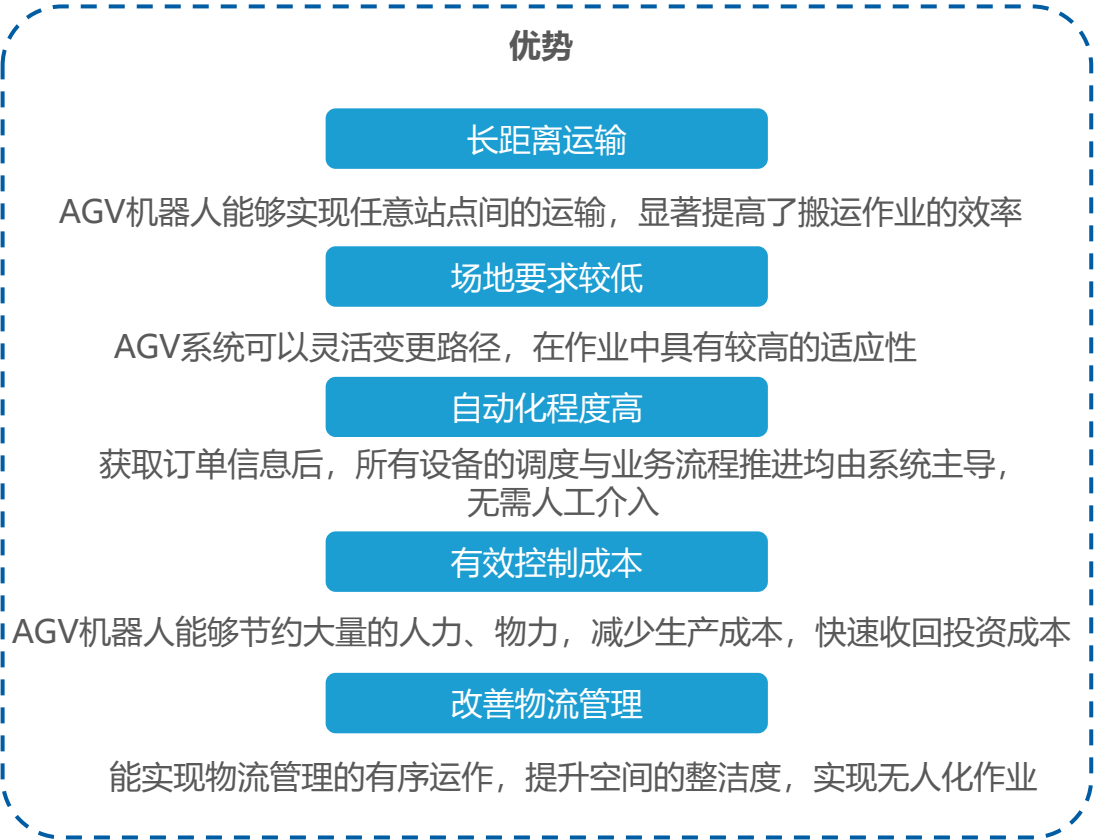 优势
长距离运输
AGV机器人能够实现任意站点间的运输，显著提高了搬运作业的效率
场地要求较低
AGV系统可以灵活变更路径，在作业中具有较高的适应性
自动化程度高
获取订单信息后，所有设备的调度与业务流程推进均由系统主导，
无需人工介入
有效控制成本
AGV机器人能够节约大量的人力、物力，减少生产成本，快速收回投资成本
改善物流管理
能实现物流管理的有序运作，提升空间的整洁度，实现无人化作业